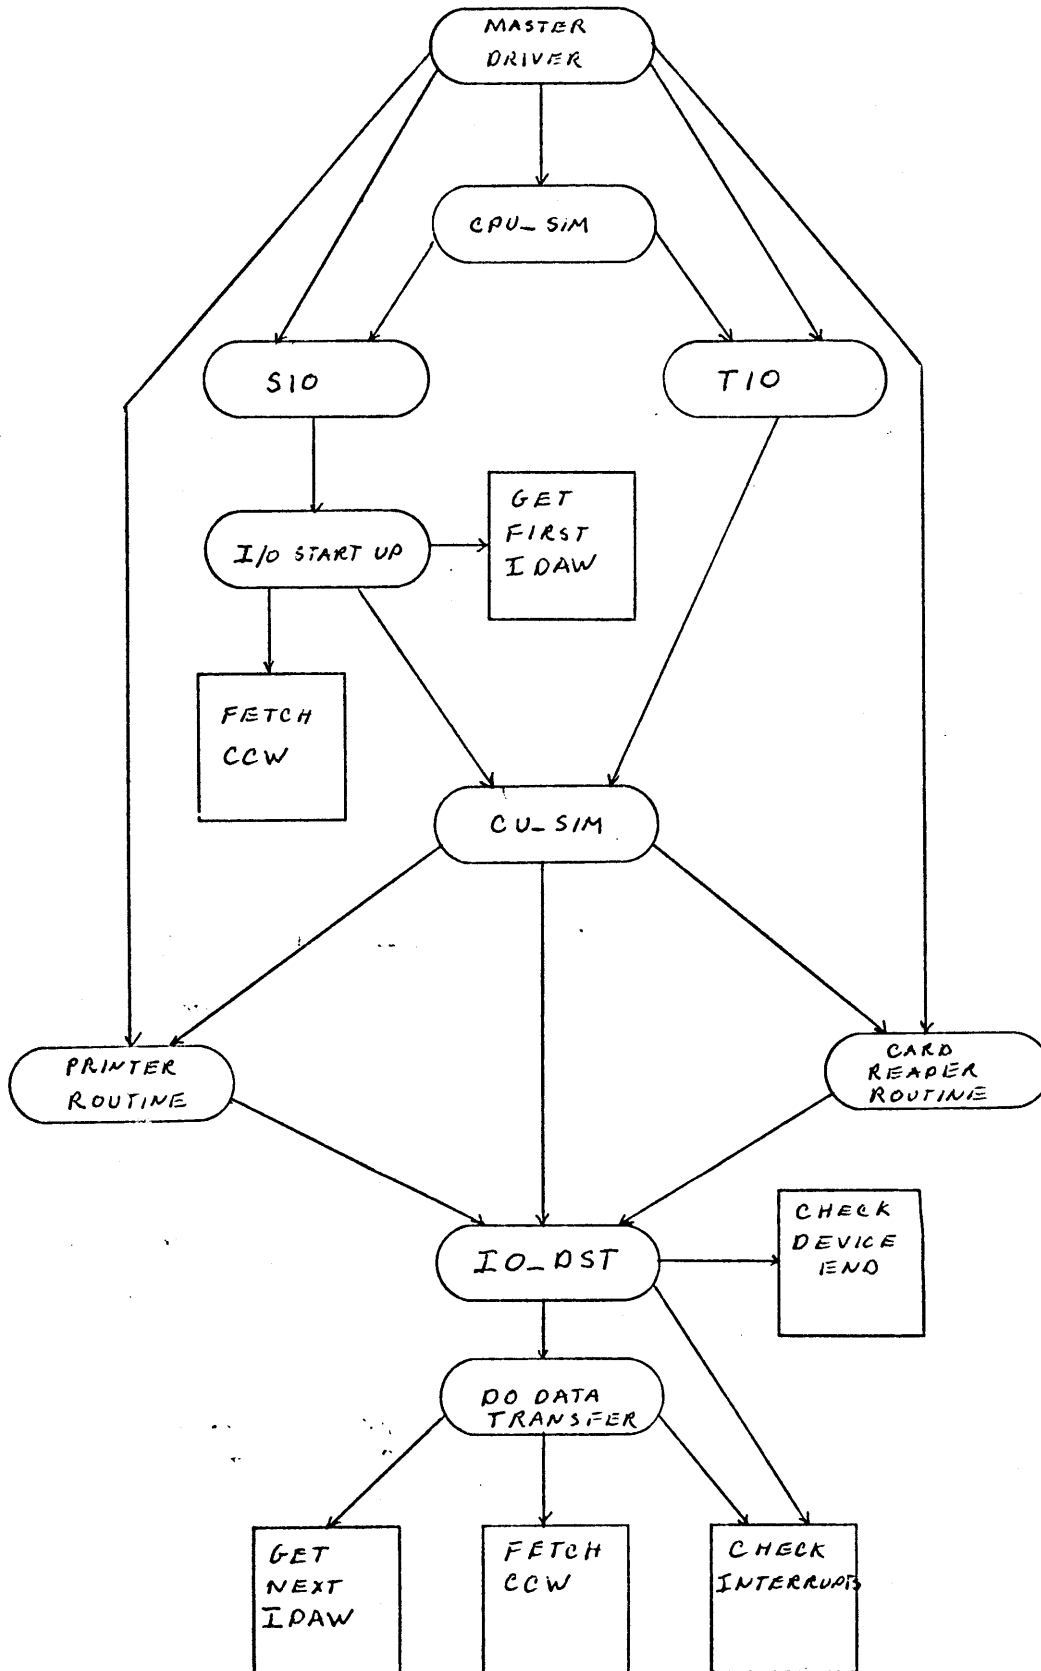 MASTER
DRIVER
CPU_SIM
SIO
TIO
GET
FIRST
IDAW
I/O START UP
FETCH
CCW
CU_SIM
PRINTER
ROUTINE
CARD
READER
ROUTINE
CHECK
DEVICE
END
IO_DST
DO DATA
TRANSFER
GET
NEXT
IDAW
FETCH
CCW
CHECK
INTERRUPTS